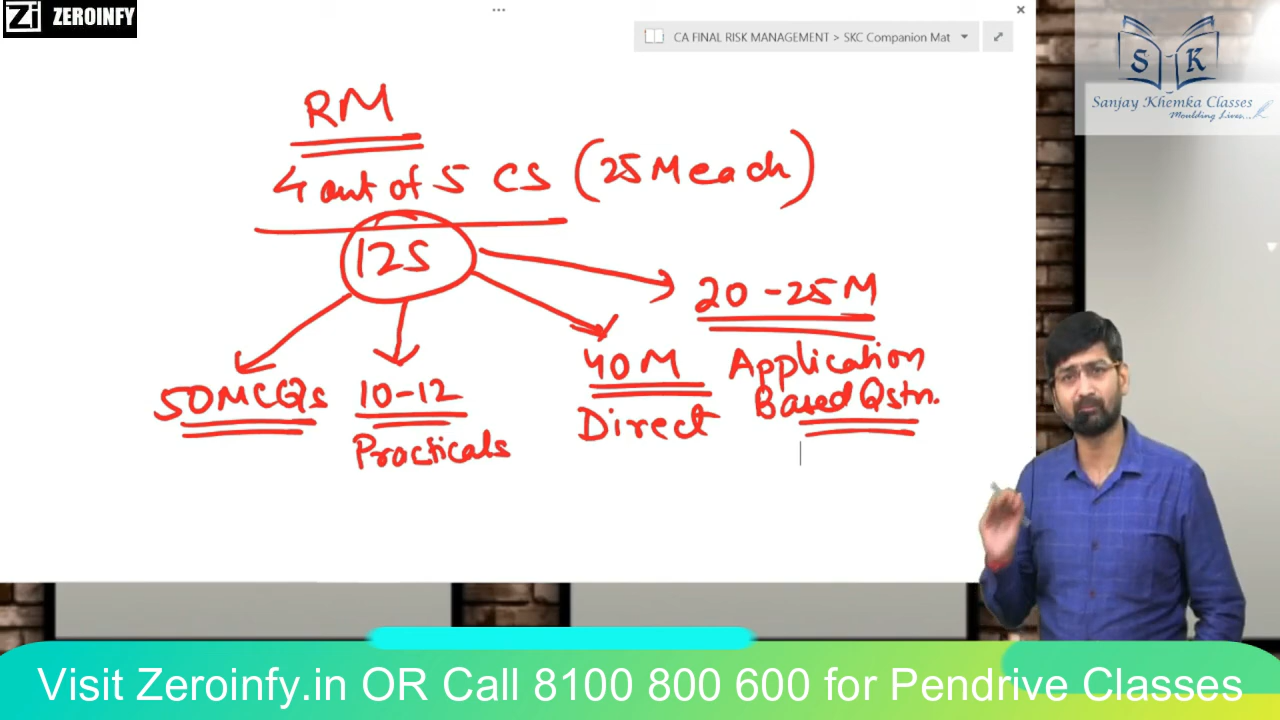 Zi ZEROINFY
CA FINAL RISK MANAGEMENT > SKC Companion Mat
S K
Sanjay Khemka Classes
Moulding Lives...
RM
4 out of 5 CS (25M each)
125
20-25M
Application
Based Qstn.
40M
Direct
10-12
Practicals
50MCQs
Visit Zeroinfy.in OR Call 8100 800 600 for Pendrive Classes